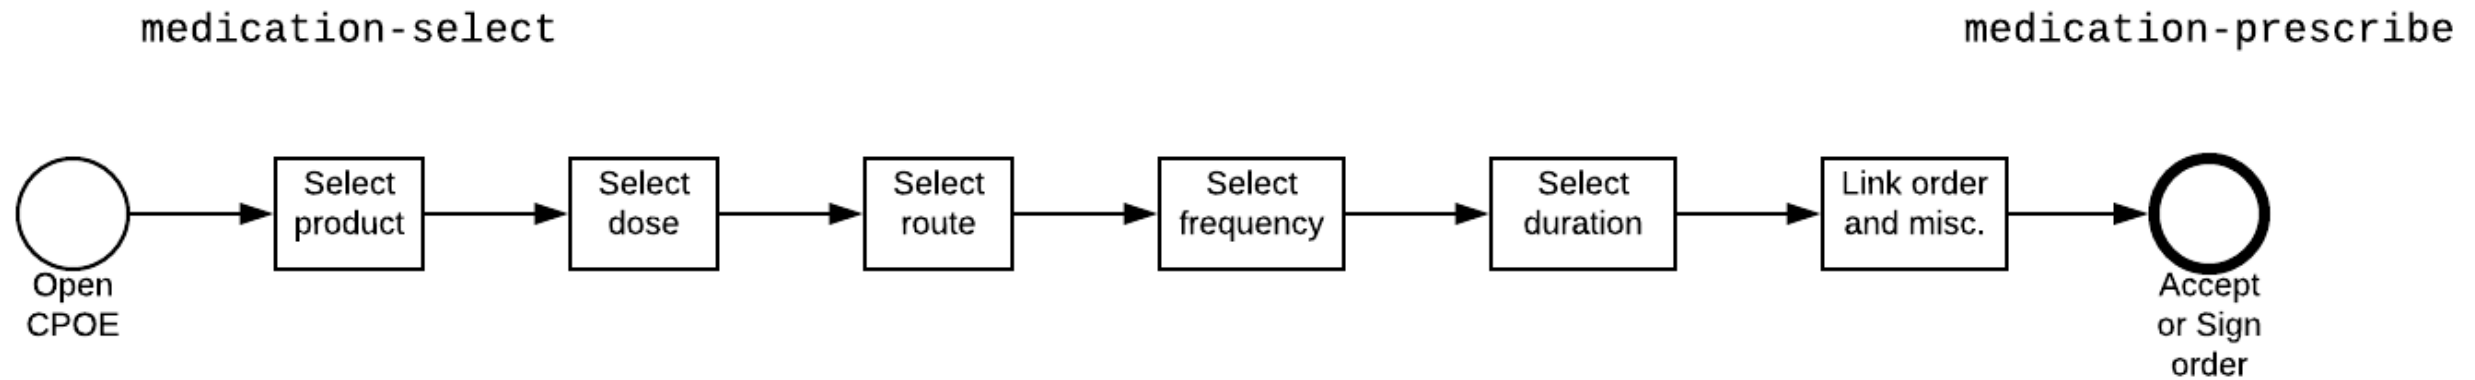 medication-select
medication-prescribe
Open
CPOE
Select
product
Select
dose
Select
route
Select
frequency
Select
duration
Link order
and misc.
Accept
or Sign
order